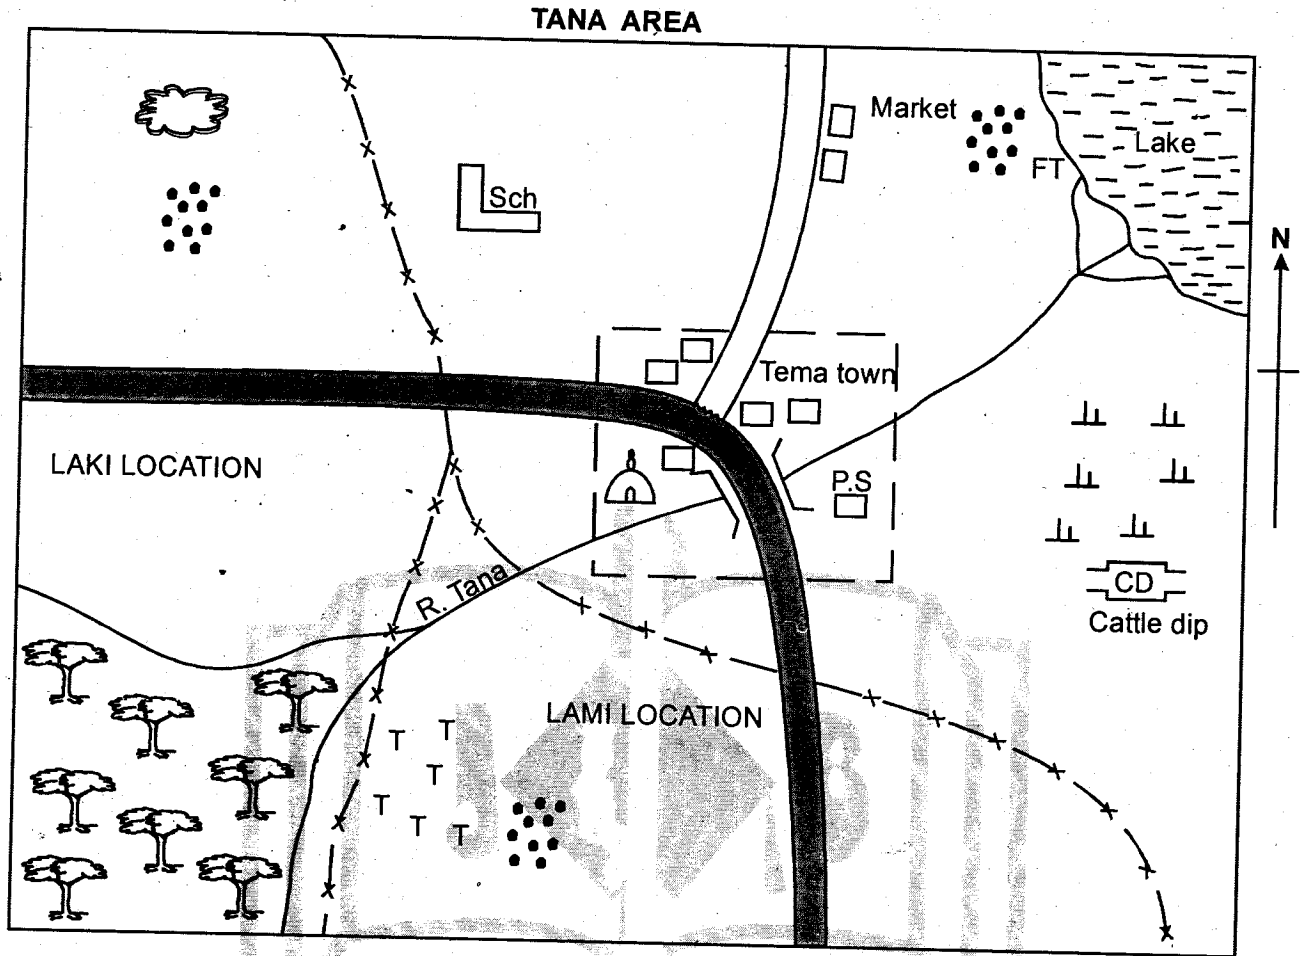 TANA AREA
Market
Lake
FT
Sch
N
Tema town
LAKI LOCATION
P.S
R. Tana
CD
Cattle dip
LAMI LOCATION
T
T
T
T
T
T